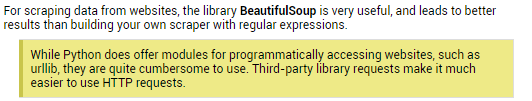 For scraping data from websites, the library BeautifulSoup is very useful, and leads to better
results than building your own scraper with regular expressions.
While Python does offer modules for programmatically accessing websites, such as
urllib, they are quite cumbersome to use. Third-party library requests make it much
easier to use HTTP requests.